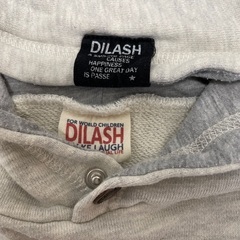 DILASH
CAUSES
HAPPINESS
ONE GREAT DAY
IS PASSE
FOR WORLD CHILDREN
DILASH
LAUGH